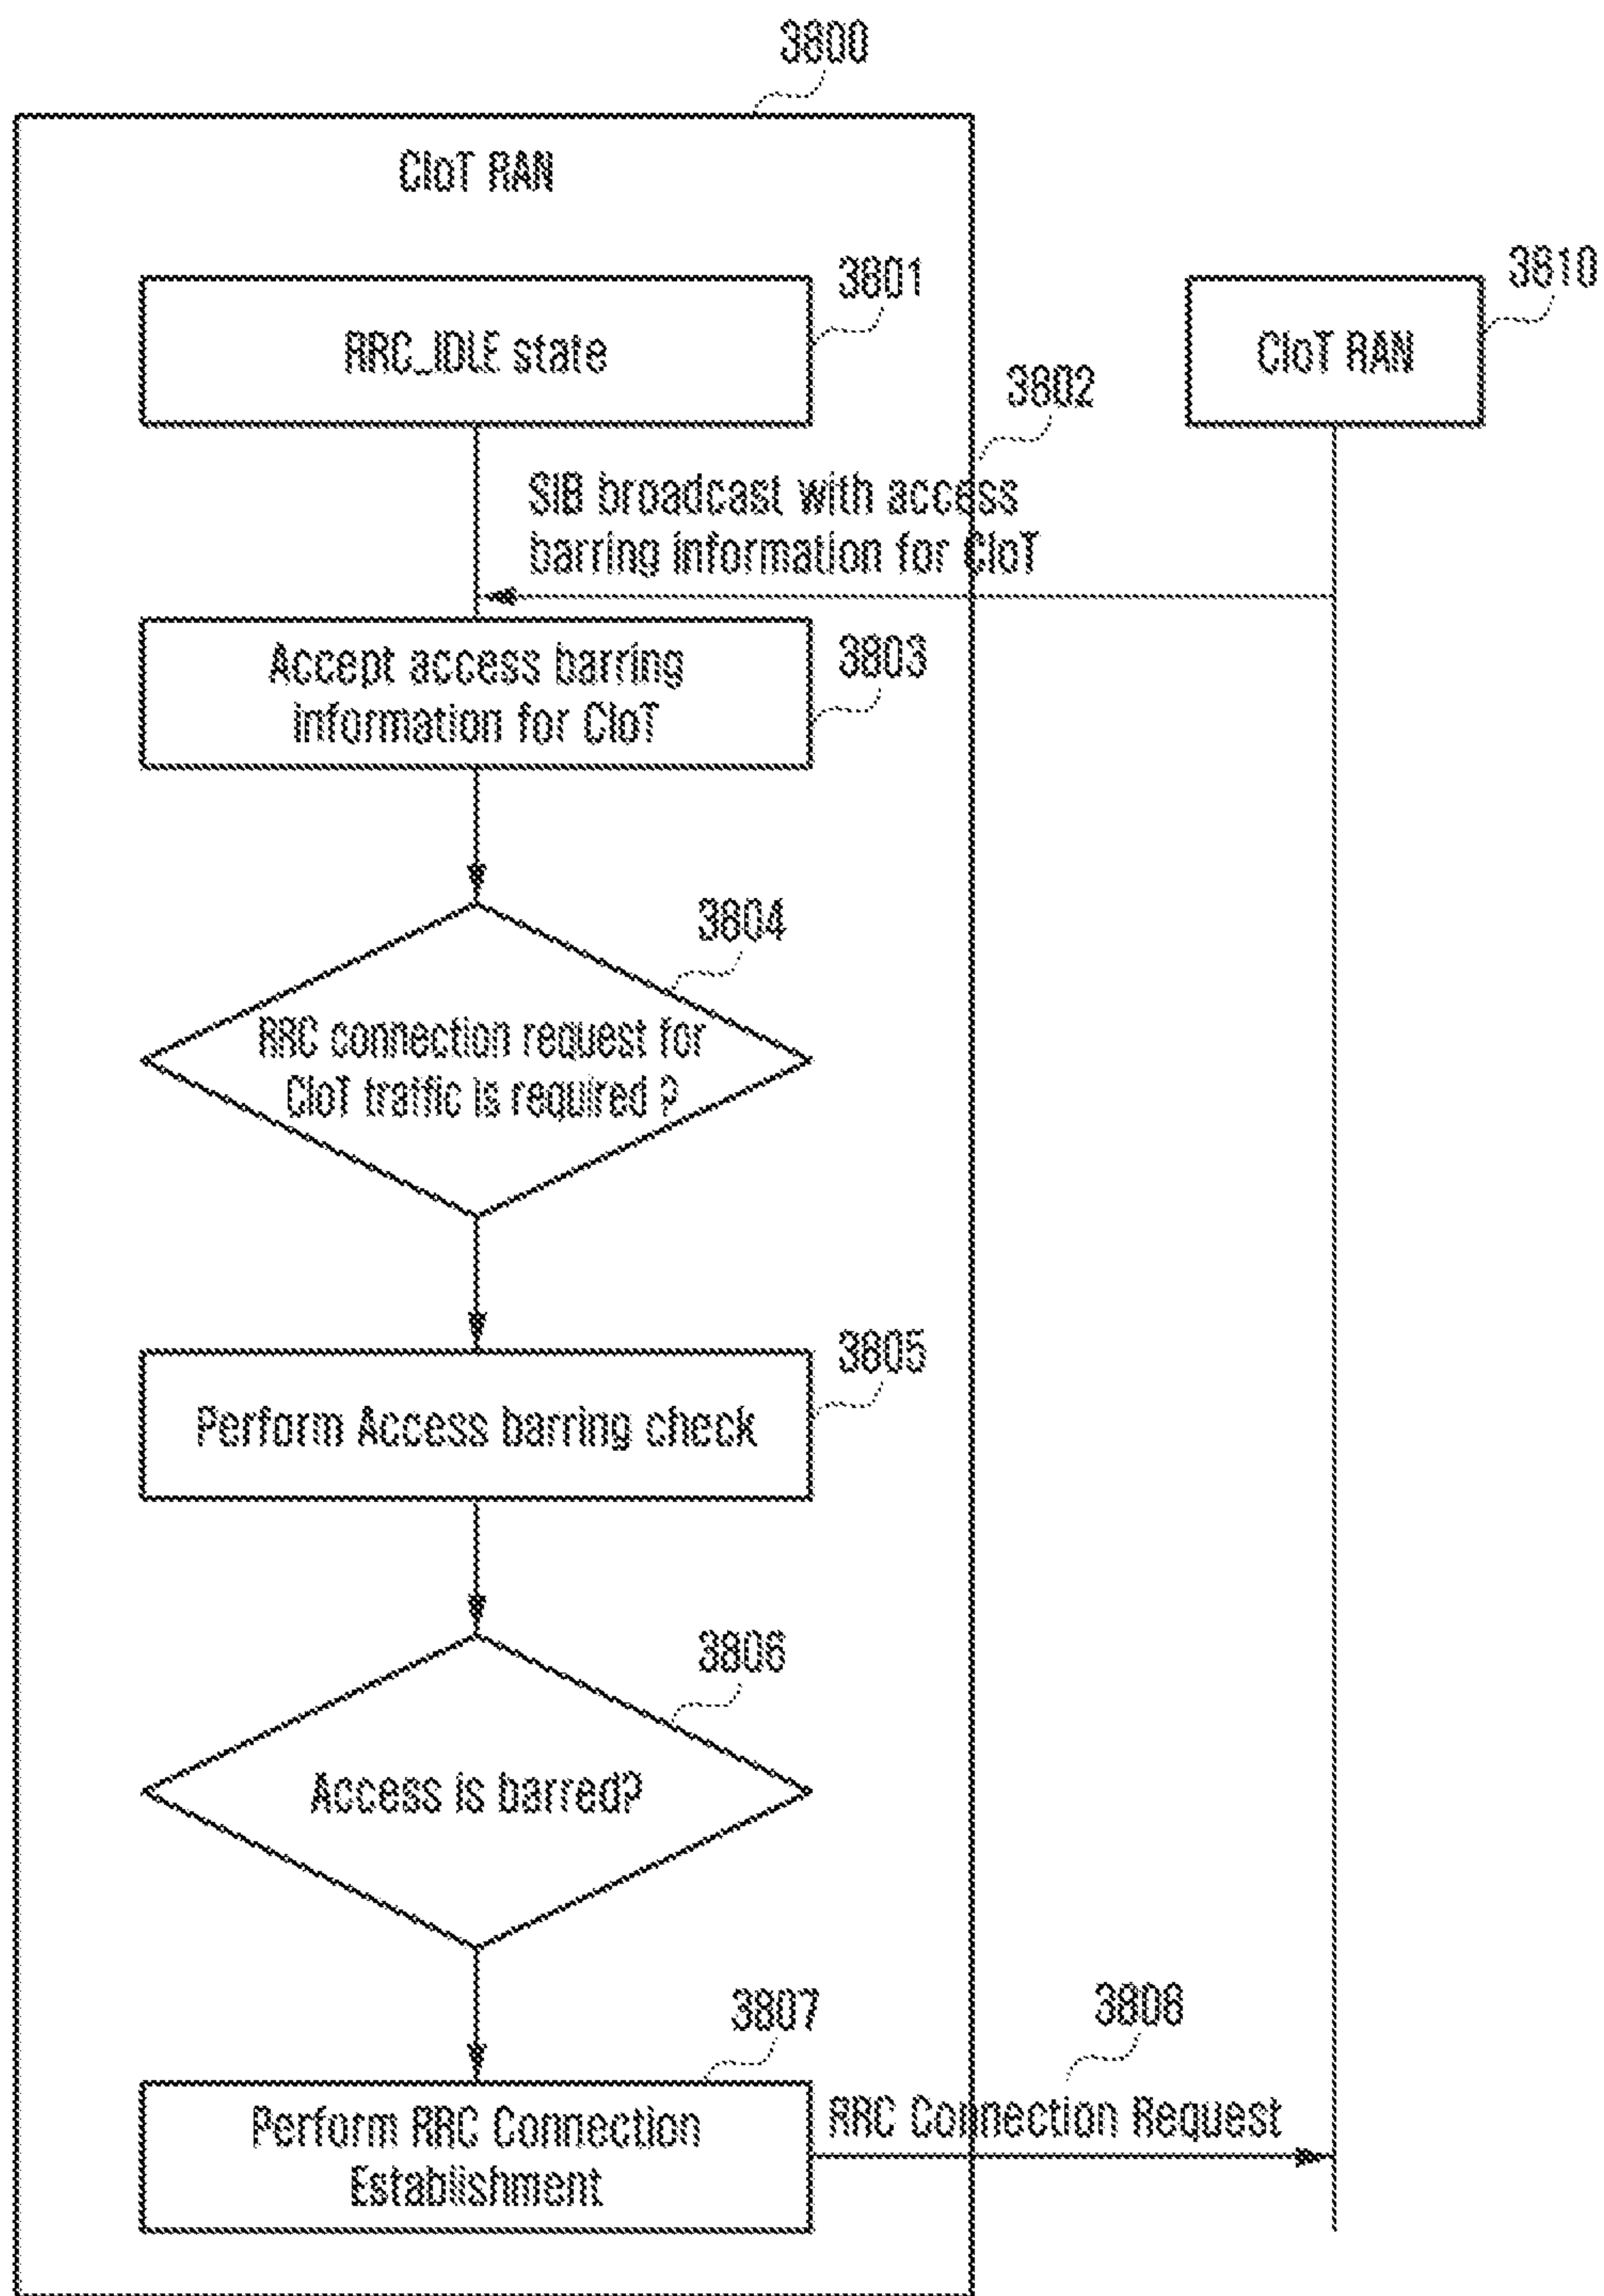 3800
CIoT RAN
3801
RRC_IDLE state
3810
CIoT RAN
3802
SIB broadcast with access
barring information for CIoT
Accept access barring
information for CIoT
3803
3804
RRC connection request for
CIoT traffic is required ?
3805
Perform Access barring check
3806
Access is barred?
3807
Perform RRC Connection
Establishment
3808
RRC Connection Request